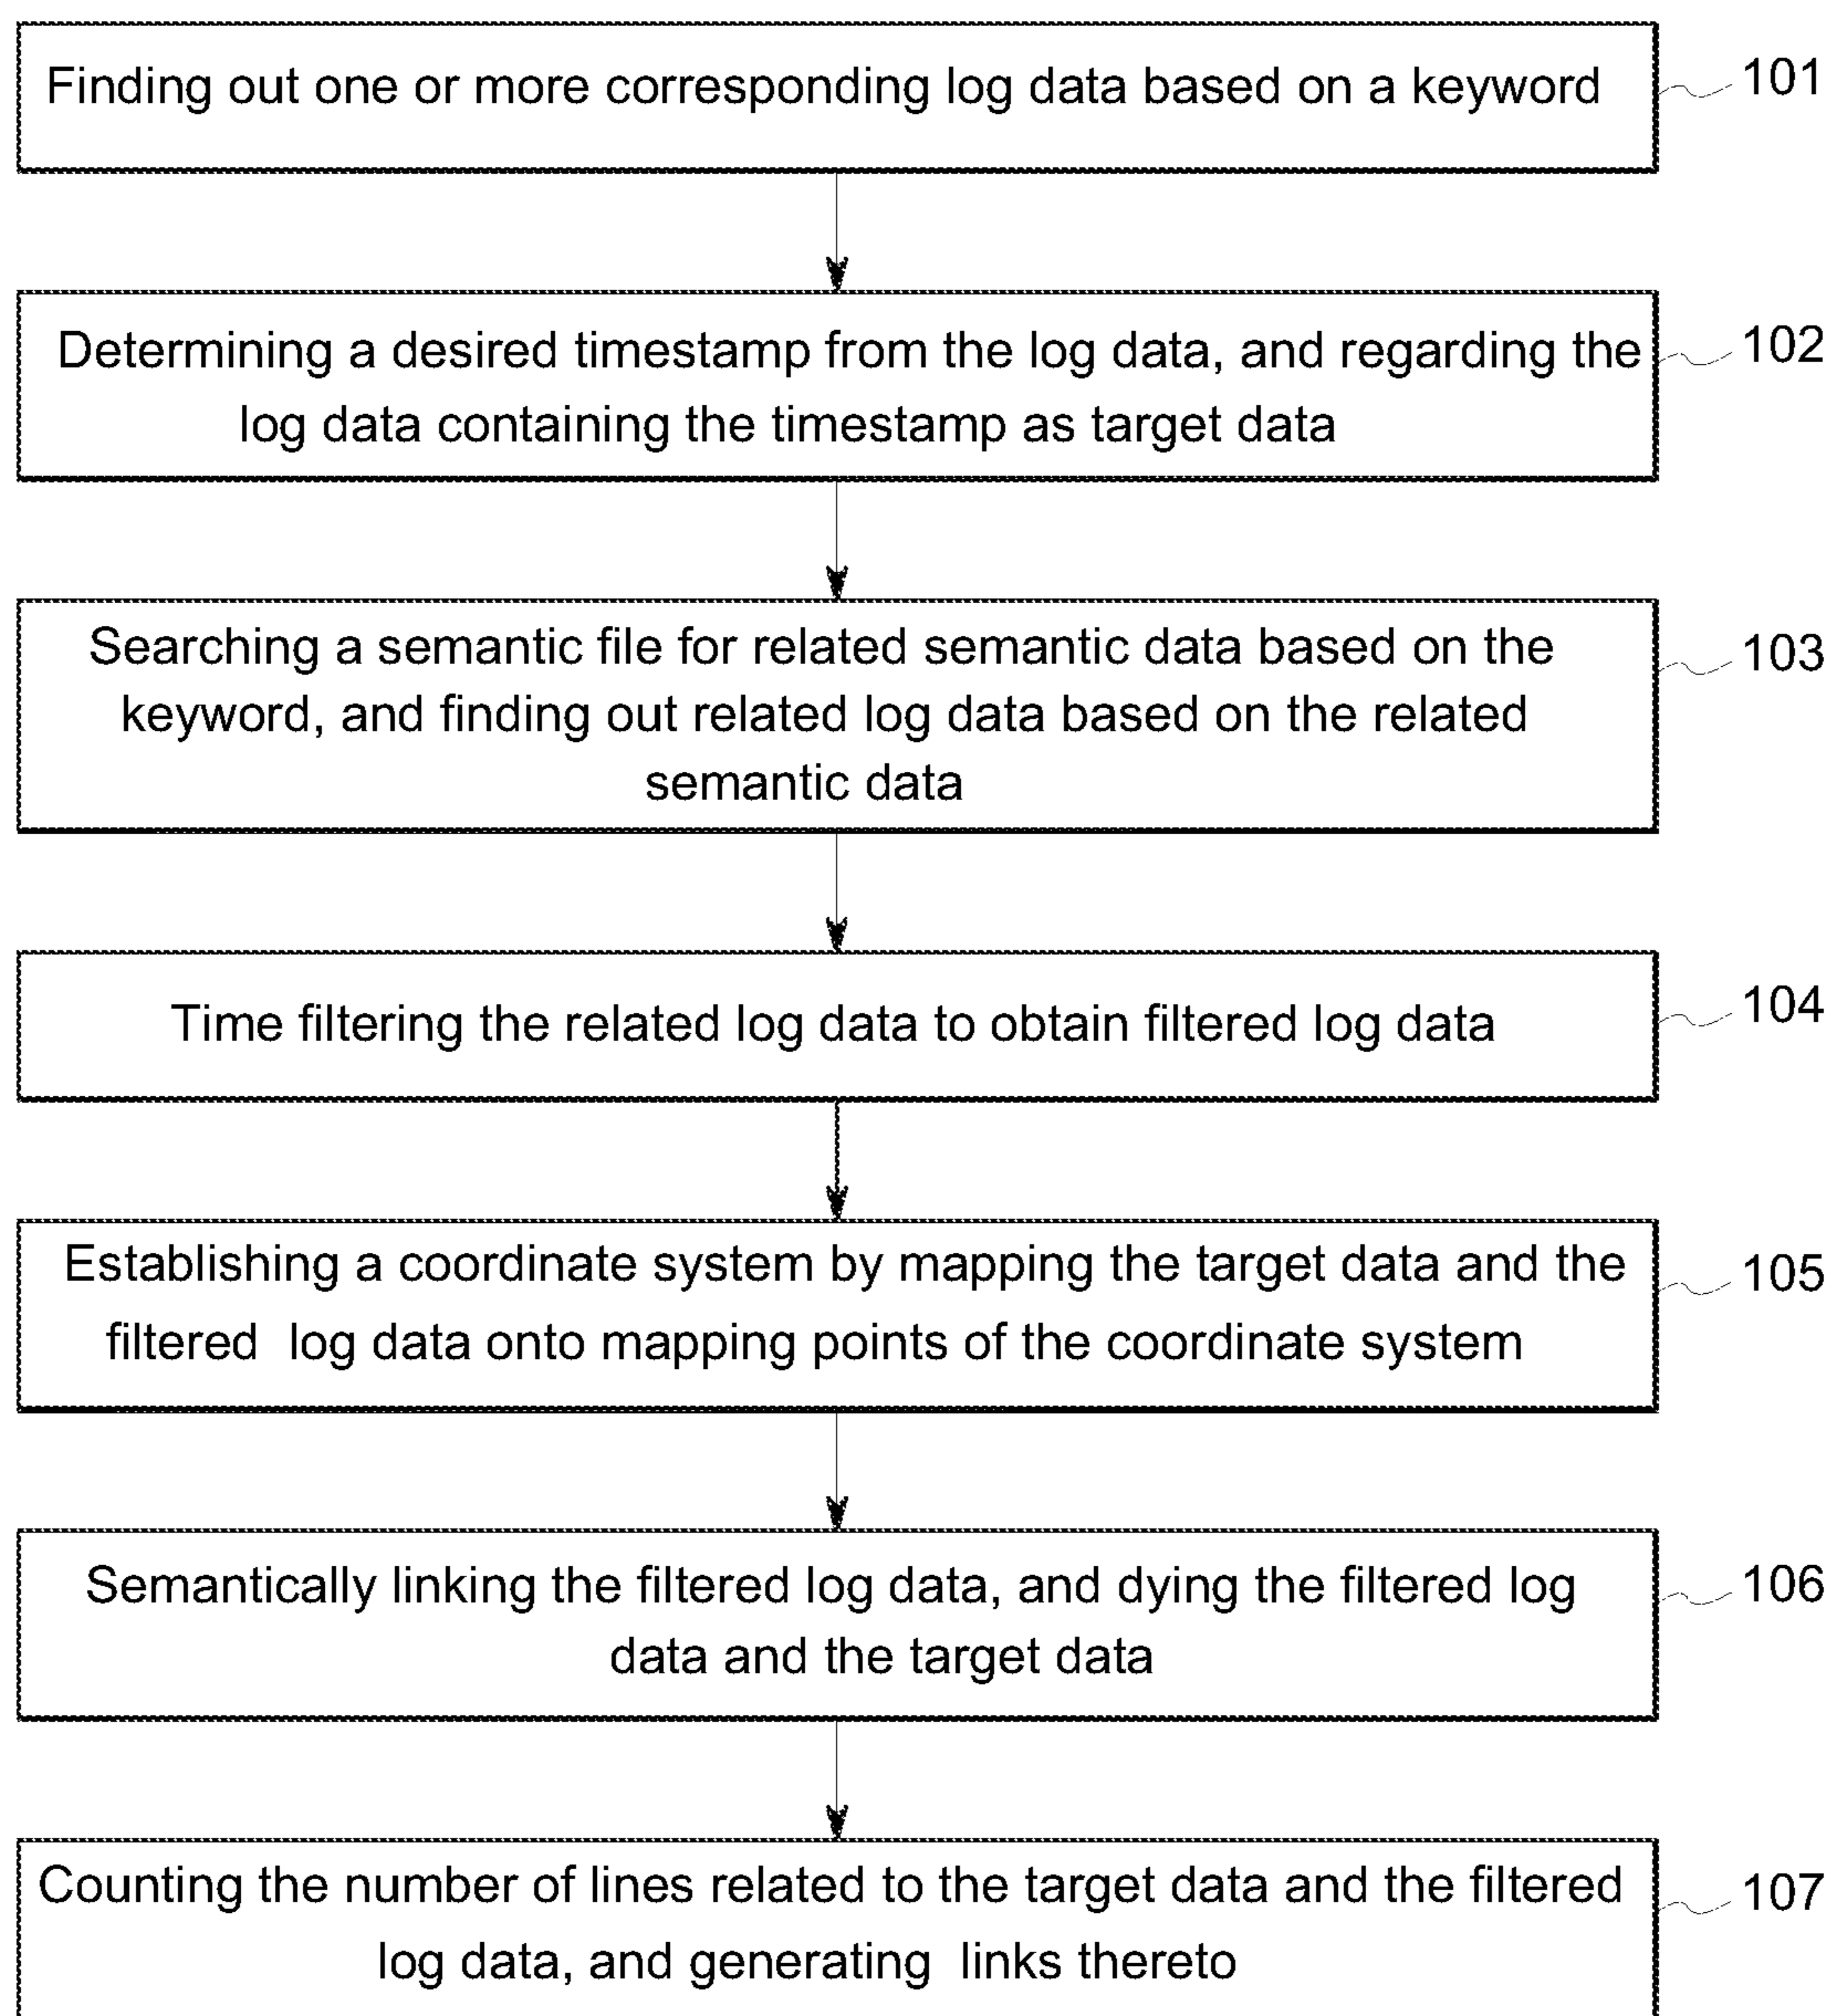 Finding out one or more corresponding log data based on a keyword
101
Determining a desired timestamp from the log data, and regarding the
log data containing the timestamp as target data
102
Searching a semantic file for related semantic data based on the
keyword, and finding out related log data based on the related
semantic data
103
Time filtering the related log data to obtain filtered log data
104
Establishing a coordinate system by mapping the target data and the
filtered log data onto mapping points of the coordinate system
105
Semantically linking the filtered log data, and dying the filtered log
data and the target data
106
Counting the number of lines related to the target data and the filtered
log data, and generating links thereto
107